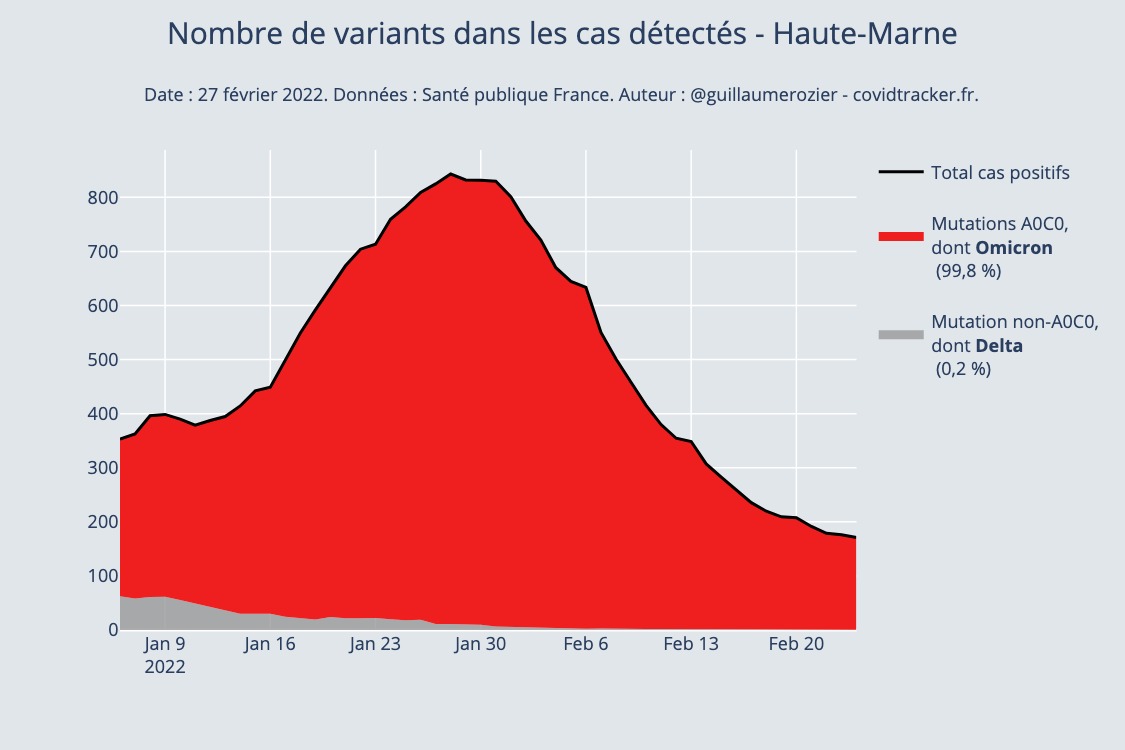 Nombre de variants dans les cas détectés - Haute-Marne
Date : 27 février 2022. Données : Santé publique France. Auteur : @guillaumerozier - covidtracker.fr.
Total cas positifs
Mutations A0C0,
dont Omicron
(99,8 %)
Mutation non-A0C0,
dont Delta
(0,2 %)
800
700
600
500
400
300
200
100
0
Jan 9
2022
Jan 16
Jan 23
Jan 30
Feb 6
Feb 13
Feb 20